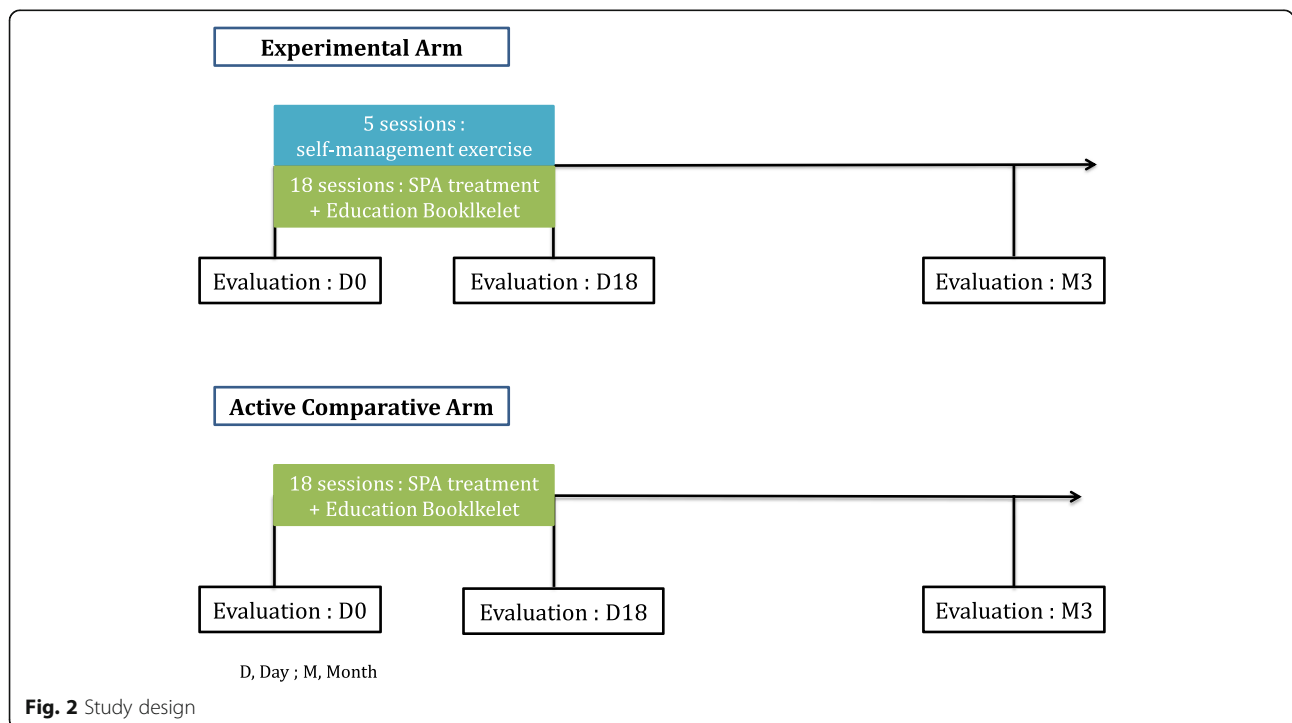 Experimental Arm
5 sessions :
self-management exercise
18 sessions : SPA treatment
+ Education Booklkelet
Evaluation : D0
Evaluation : D18
Evaluation : M3
Active Comparative Arm
18 sessions : SPA treatment
+ Education Booklkelet
Evaluation : D0
Evaluation : D18
Evaluation : M3
D, Day ; M, Month
Fig. 2 Study design